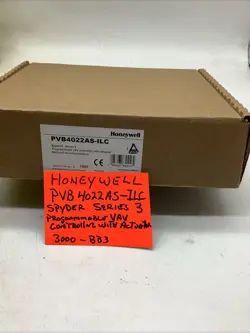 Honeywell
PVB4022AS-ILC
HONEYWELL
PVB 4022AS-ILC
SPYDER SERIES 3
PROGRAMMABLE VAV
CONTROLLER WITH ACTUATOR
3000-BB3